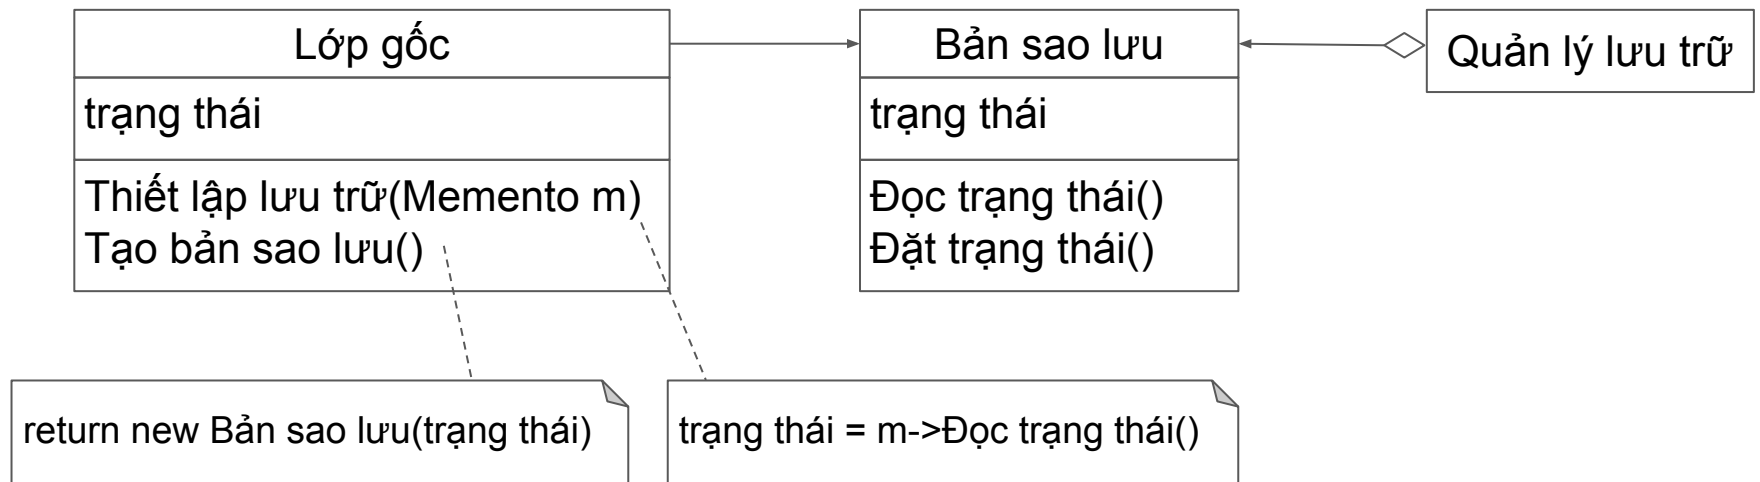 Lớp gốc
trạng thái
Thiết lập lưu trữ(Memento m)
Tạo bản sao lưu()
Bản sao lưu
trạng thái
Đọc trạng thái()
Đặt trạng thái()
Quản lý lưu trữ
return new Bản sao lưu(trạng thái)
trạng thái = m->Đọc trạng thái()